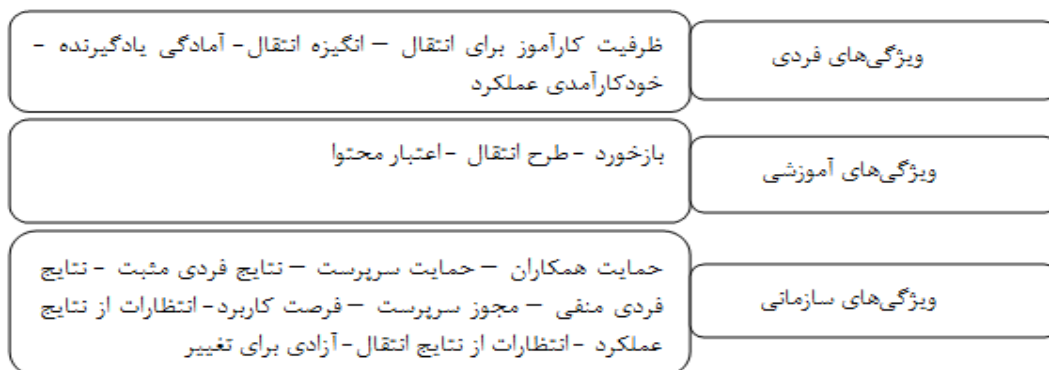 ویژگی‌های فردی
ظرفیت کارآموز برای انتقال – انگیزه انتقال- آمادگی یادگیرنده -
خودکارآمدی عملکرد
ویژگی‌های آموزشی
بازخورد -طرح انتقال -اعتبار محتوا
ویژگی‌های سازمانی
حمایت همکاران – حمایت سرپرست – نتایج فردی مثبت - نتایج
فردی منفی – مجوز سرپرست – فرصت کاربرد- انتظارات از نتایج
عملکرد -انتظارات از نتایج انتقال-آزادی برای تغییر